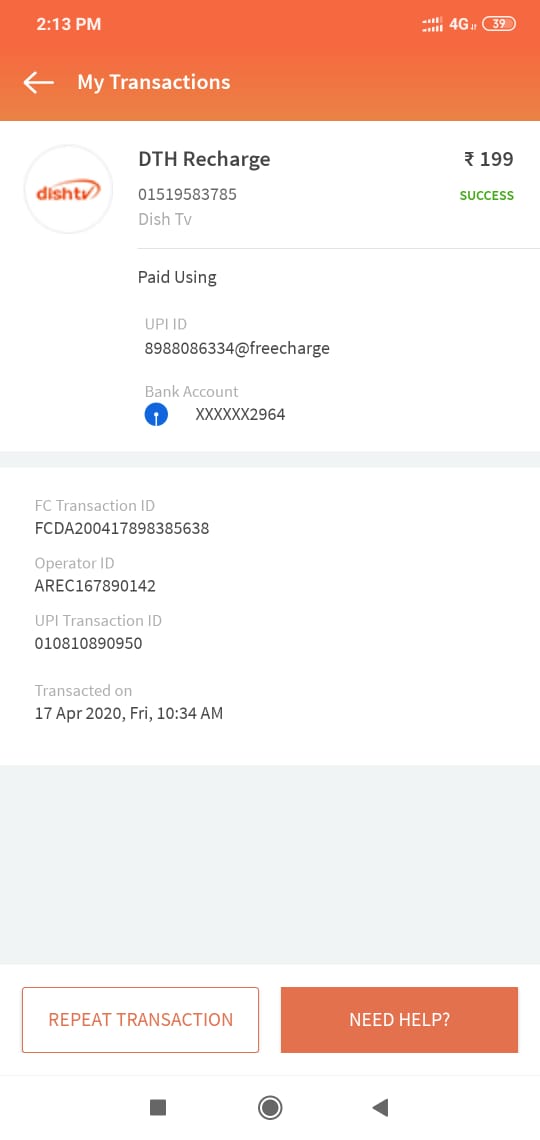 2:13 PM
4G
39
My Transactions
dishtv
DTH Recharge
₹ 199
01519583785
SUCCESS
Dish Tv
Paid Using
UPI ID
8988086334@freecharge
Bank Account
XXXXXX2964
FC Transaction ID
FCDA200417898385638
Operator ID
AREC167890142
UPI Transaction ID
010810890950
Transacted on
17 Apr 2020, Fri, 10:34 AM
REPEAT TRANSACTION
NEED HELP?